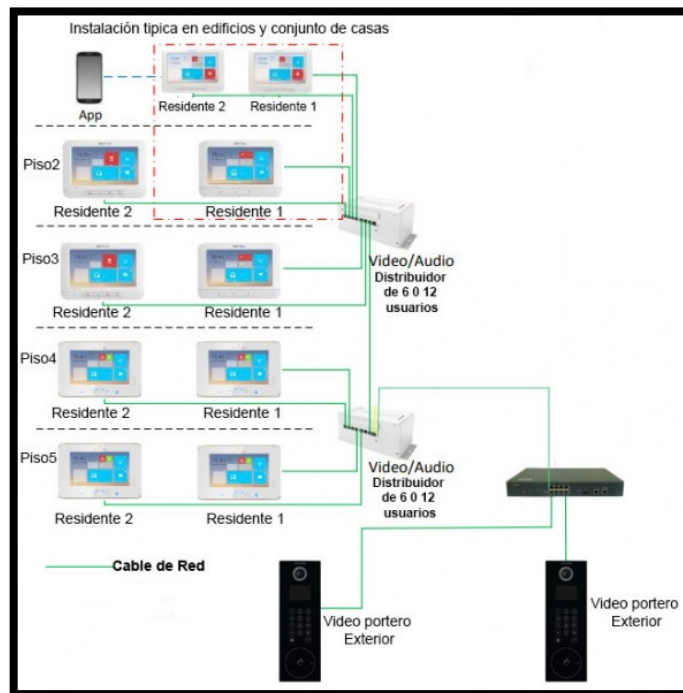 Instalación tipica en edificios y conjunto de casas
App
Residente 2
Residente 1
Piso2
Residente 2
Residente 1
Video/Audio
Distribuidor
de 6 0 12
usuarios
Piso3
Residente 2
Residente 1
Piso4
Residente 2
Residente 1
Video/Audio
Distribuidor
de 6 0 12
usuarios
Piso5
Residente 2
Residente 1
Cable de Red
Video portero
Exterior
Video portero
Exterior